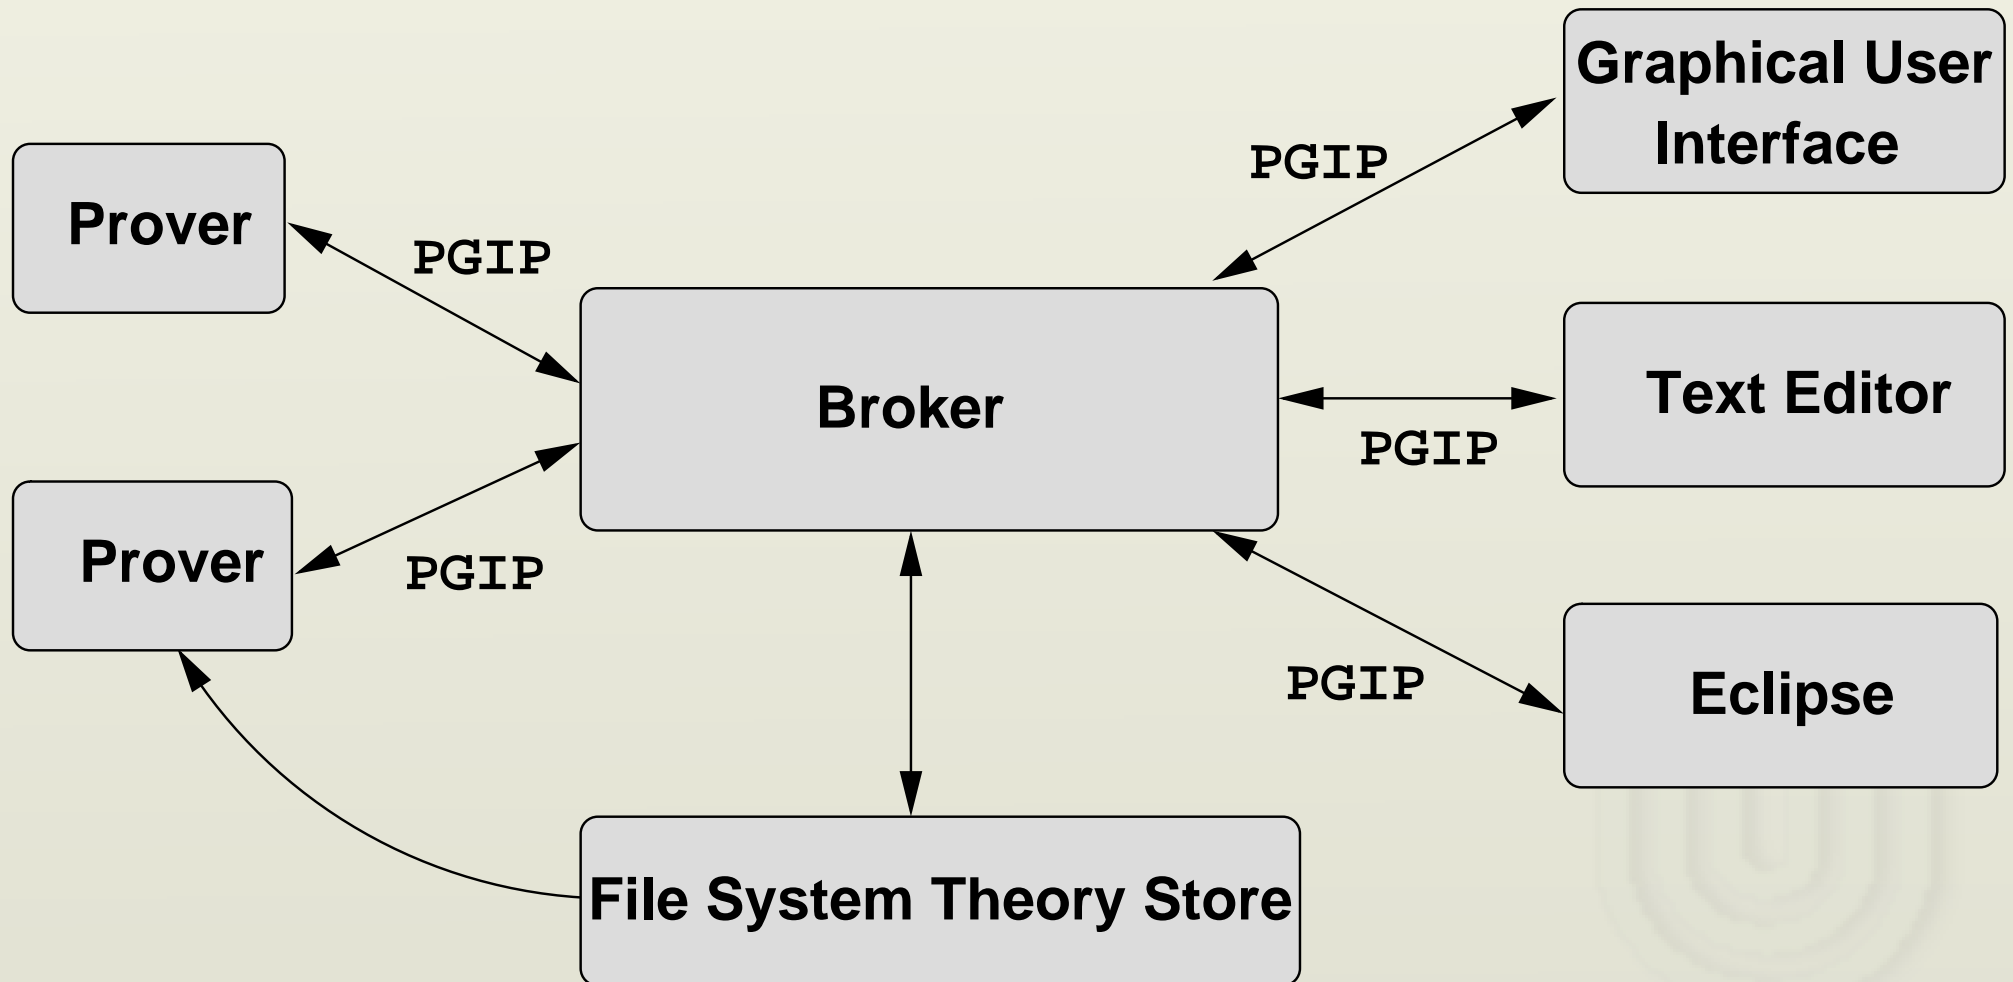 Graphical User
Interface
PGIP
Prover
PGIP
Broker
Text Editor
PGIP
Prover
PGIP
PGIP
Eclipse
File System Theory Store